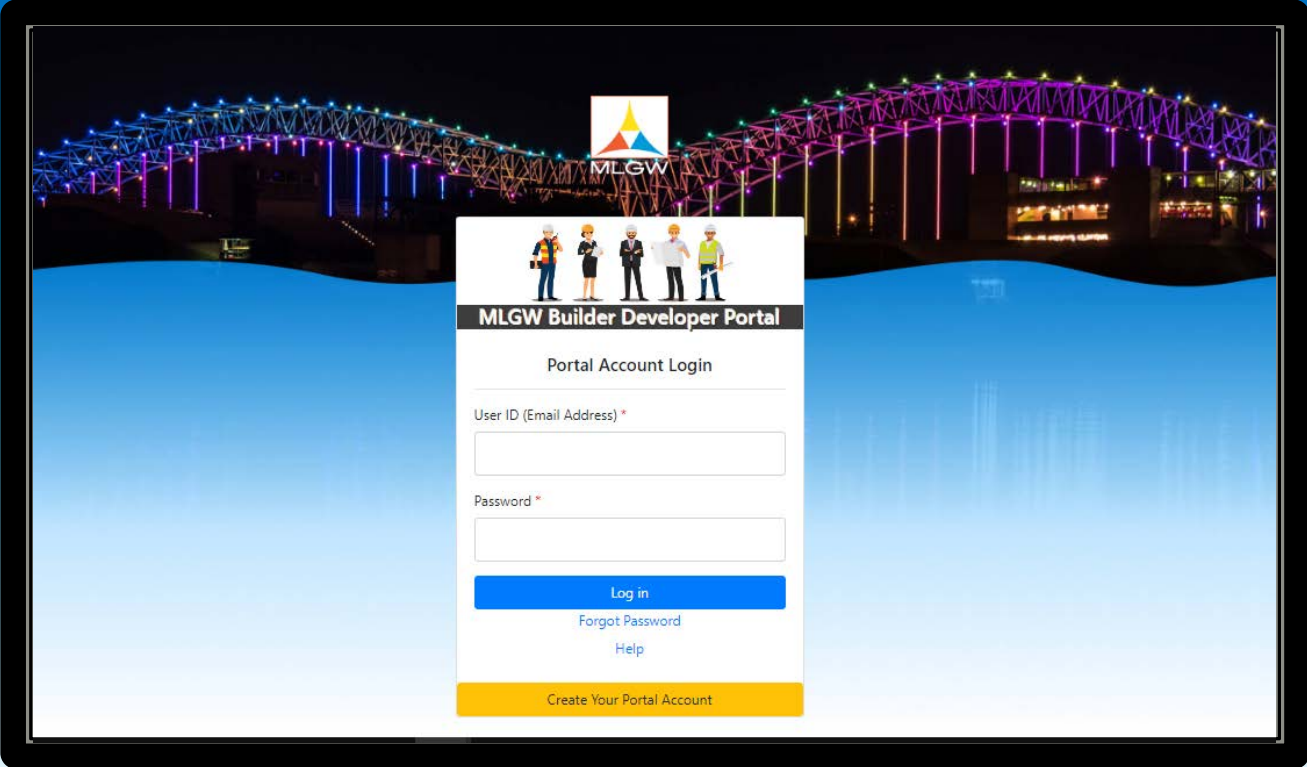 MLGW
MLGW Builder Developer Portal
Portal Account Login
User ID (Email Address) *
Password *
Log in
Forgot Password
Help
Create Your Portal Account